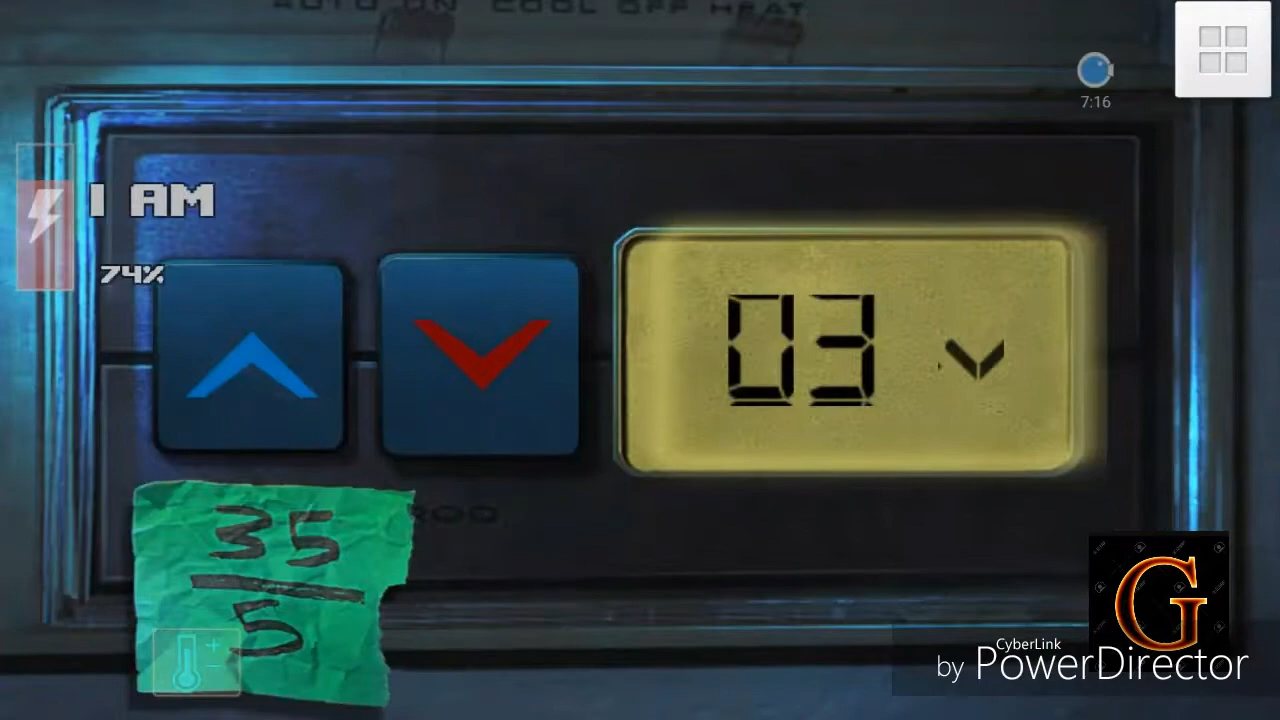 AUTO ON COOL OFF HEAT
7:16
1 AM
74%
03
35
5
CyberLink
by PowerDirector
G